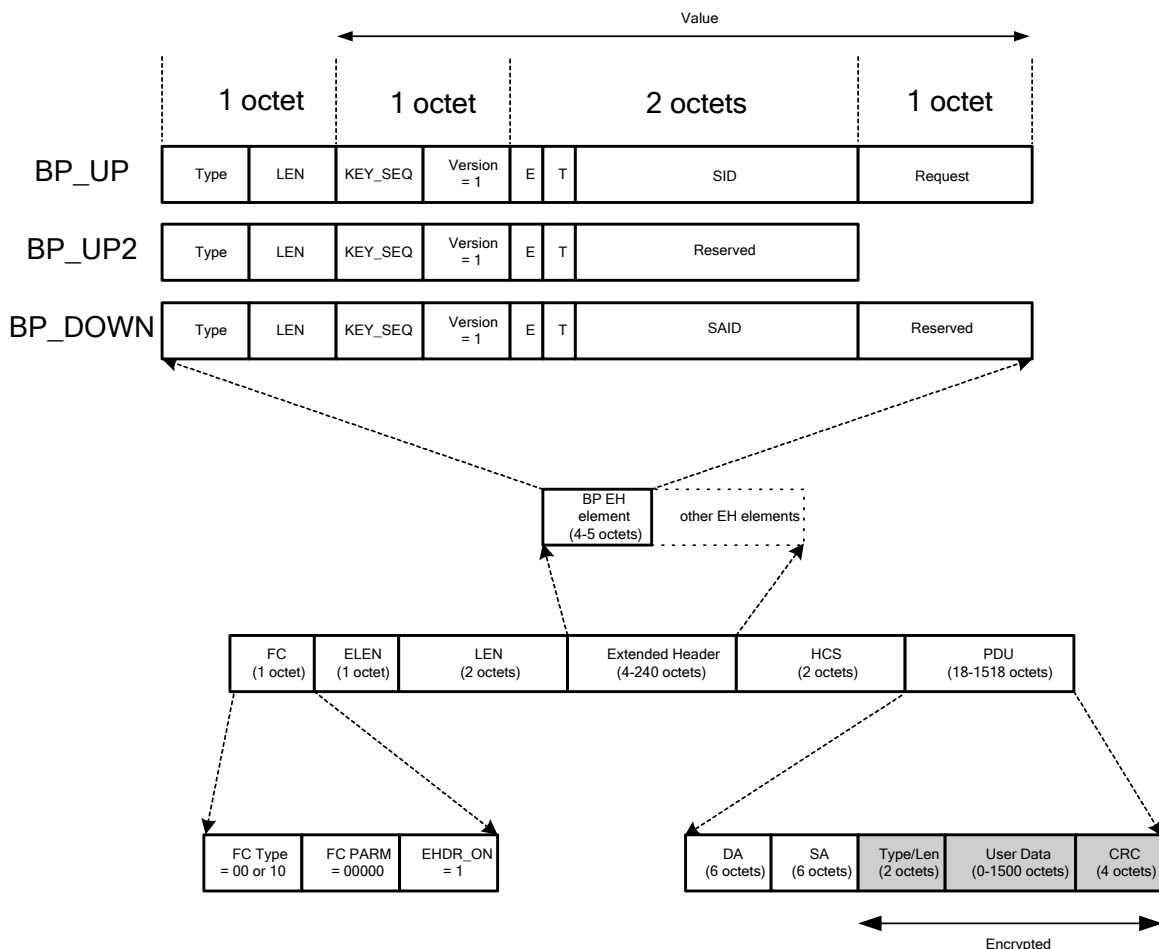 Value
1 octet 1 octet 2 octets 1 octet
BP_UP
Type LEN KEY_SEQ Version
= 1 E T SID Request
BP_UP2
Type LEN KEY_SEQ Version
= 1 E T Reserved
BP_DOWN
Type LEN KEY_SEQ Version
= 1 E T SAID Reserved
BP EH
element
(4-5 octets)
other EH elements
FC
(1 octet)
ELEN
(1 octet)
LEN
(2 octets)
Extended Header
(4-240 octets)
HCS
(2 octets)
PDU
(18-1518 octets)
FC Type
= 00 or 10
FC PARM
= 00000
EHDR_ON
= 1
DA
(6 octets)
SA
(6 octets)
Type/Len
(2 octets)
User Data
(0-1500 octets)
CRC
(4 octets)
Encrypted